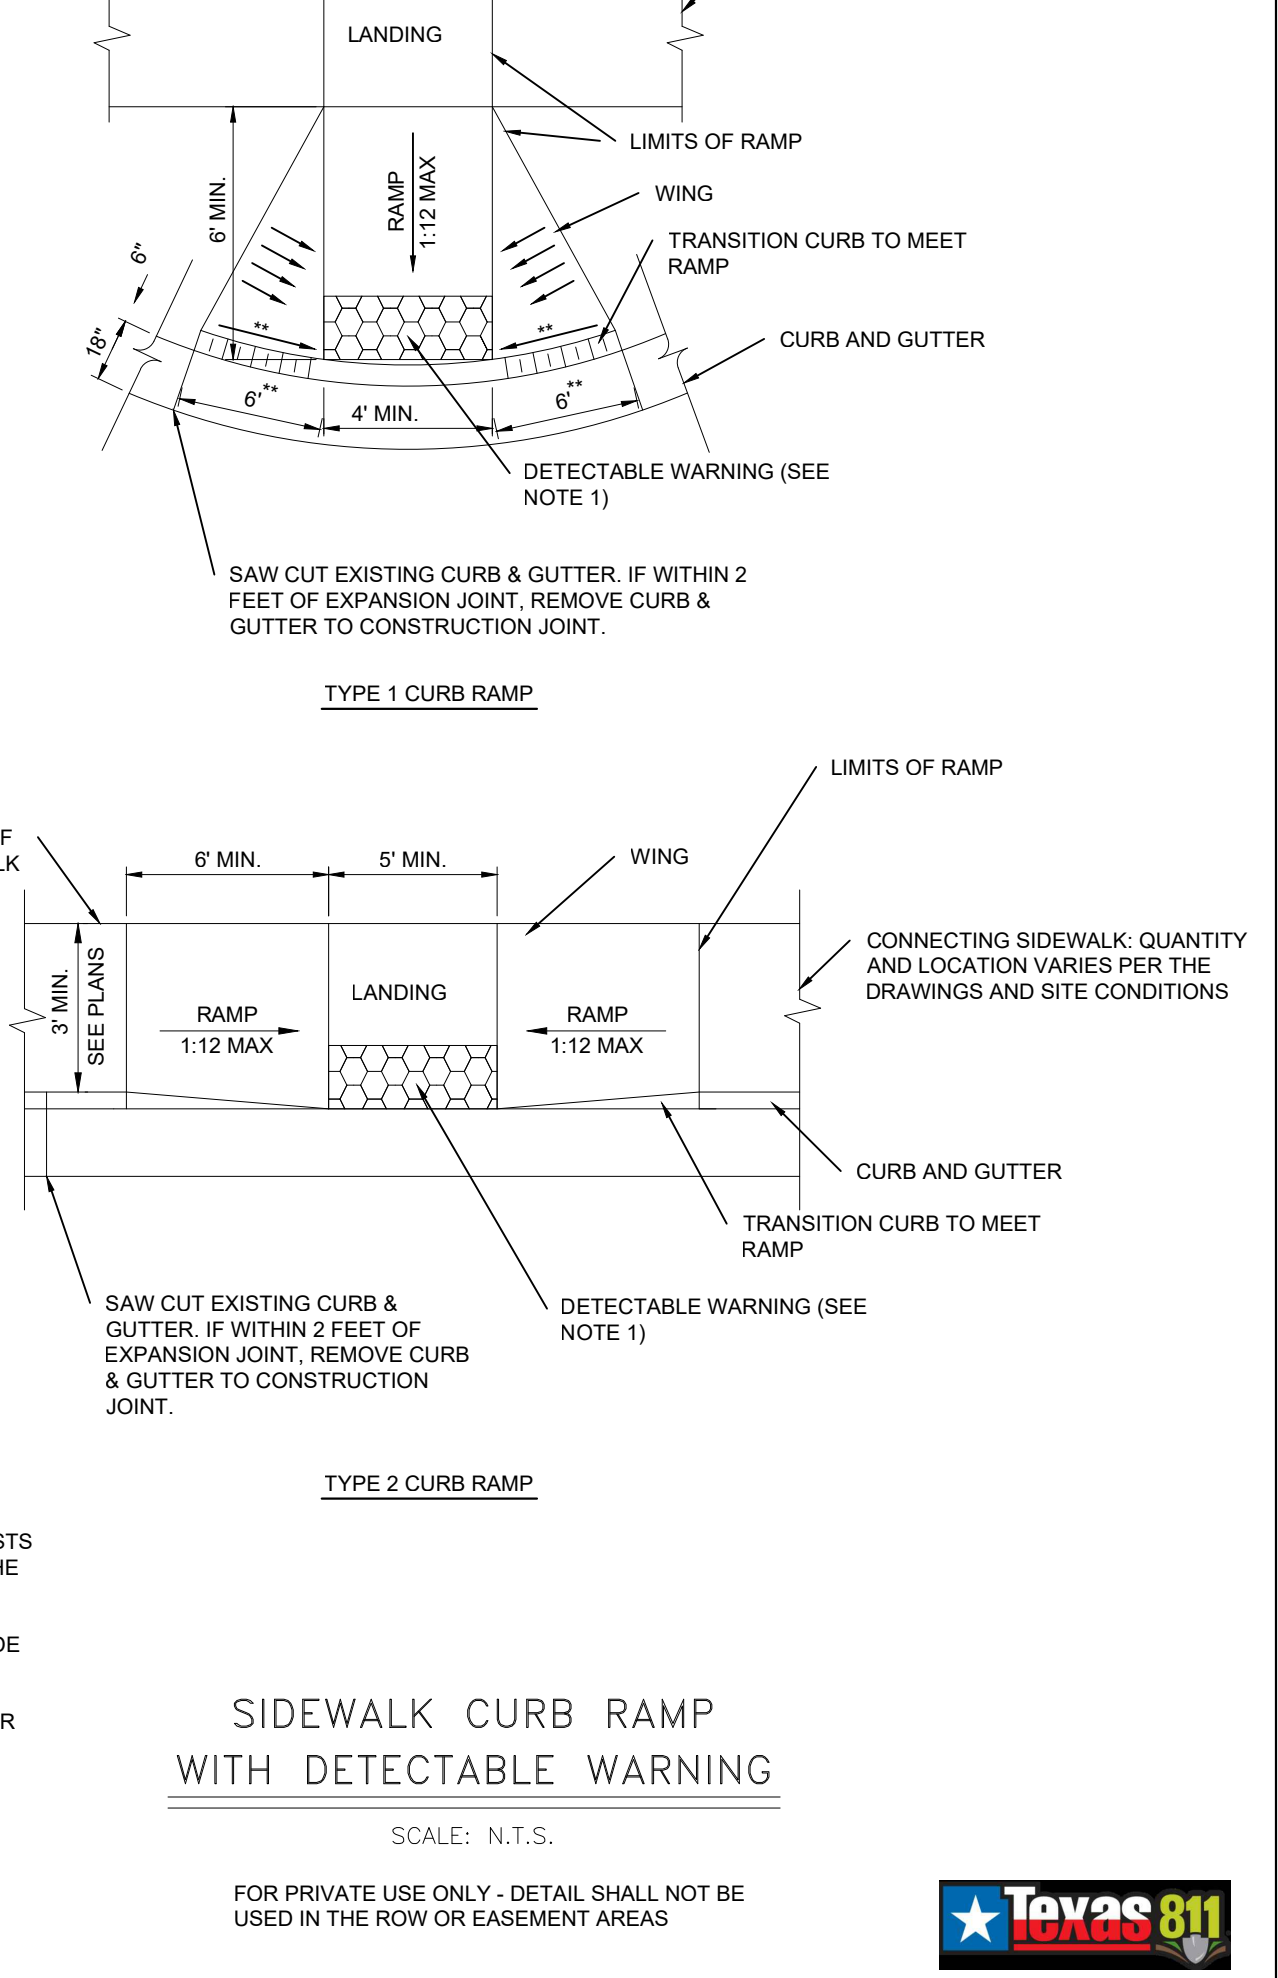 LANDING
LIMITS OF RAMP
RAMP
1:12 MAX
6' MIN.
WING
TRANSITION CURB TO MEET
RAMP
6"
18"
**
**
CURB AND GUTTER
6'**
4' MIN.
6'**
DETECTABLE WARNING (SEE
NOTE 1)
SAW CUT EXISTING CURB & GUTTER. IF WITHIN 2
FEET OF EXPANSION JOINT, REMOVE CURB &
GUTTER TO CONSTRUCTION JOINT.
TYPE 1 CURB RAMP
LIMITS OF RAMP
F
LK
6' MIN.
5' MIN.
WING
CONNECTING SIDEWALK: QUANTITY
AND LOCATION VARIES PER THE
DRAWINGS AND SITE CONDITIONS
3' MIN.
SEE PLANS
LANDING
RAMP
1:12 MAX
RAMP
1:12 MAX
CURB AND GUTTER
TRANSITION CURB TO MEET
RAMP
SAW CUT EXISTING CURB &
GUTTER. IF WITHIN 2 FEET OF
EXPANSION JOINT, REMOVE CURB
& GUTTER TO CONSTRUCTION
JOINT.
DETECTABLE WARNING (SEE
NOTE 1)
TYPE 2 CURB RAMP
STS
HE
DE
R
SIDEWALK CURB RAMP
WITH DETECTABLE WARNING
SCALE: N.T.S.
FOR PRIVATE USE ONLY - DETAIL SHALL NOT BE
USED IN THE ROW OR EASEMENT AREAS
Texas 811